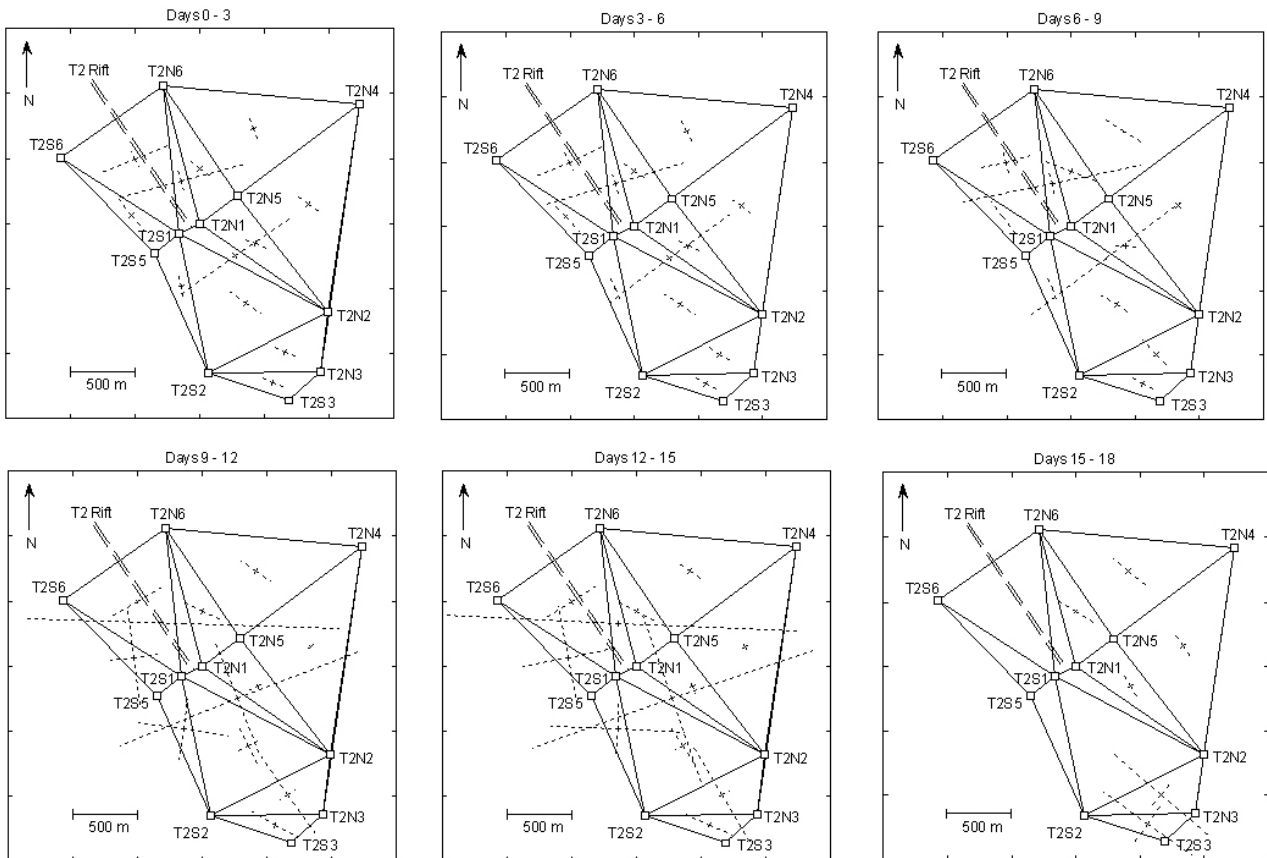 Days 0 - 3
T2 Rift
T2N6
T2N4
N
T2S6
T2N5
T2N1
T2S1
T2S5
T2N2
500 m
T2N3
T2S2
T2S3
Days 3 - 6
T2 Rift
T2N6
T2N4
N
T2S6
T2N5
T2N1
T2S1
T2S5
T2N2
500 m
T2N3
T2S2
T2S3
Days 6 - 9
T2 Rift
T2N6
T2N4
N
T2S6
T2N5
T2N1
T2S1
T2S5
T2N2
500 m
T2N3
T2S2
T2S3
Days 9 - 12
T2 Rift
T2N6
T2N4
N
T2S6
T2N5
T2N1
T2S1
T2S5
T2N2
500 m
T2N3
T2S2
T2S3
Days 12 - 15
T2 Rift
T2N6
T2N4
N
T2S6
T2N5
T2N1
T2S1
T2S5
T2N2
500 m
T2N3
T2S2
T2S3
Days 15 - 18
T2 Rift
T2N6
T2N4
N
T2S6
T2N5
T2N1
T2S1
T2S5
T2N2
500 m
T2N3
T2S2
T2S3